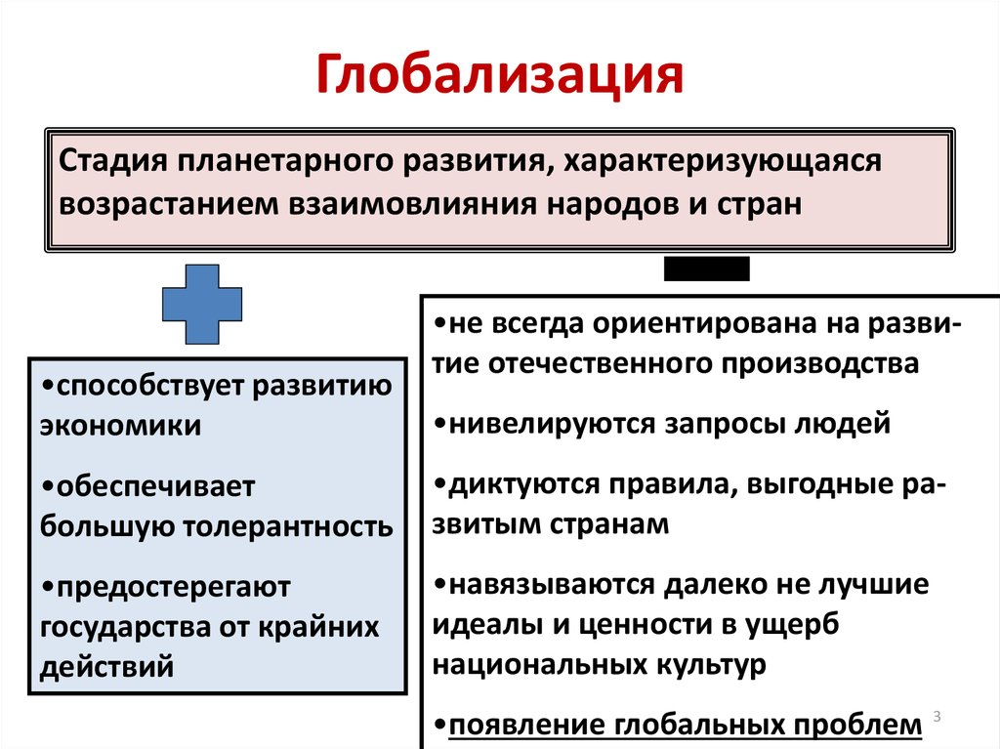 Глобализация
Стадия планетарного развития, характеризующаяся
возрастанием взаимовлияния народов и стран
•способствует развитию
экономики
•обеспечивает
большую толерантность
•предостерегают
государства от крайних
действий
•не всегда ориентирована на разви-
тие отечественного производства
•нивелируются запросы людей
•диктуются правила, выгодные ра-
звитым странам
•навязываются далеко не лучшие
идеалы и ценности в ущерб
национальных культур
•появление глобальных проблем
3